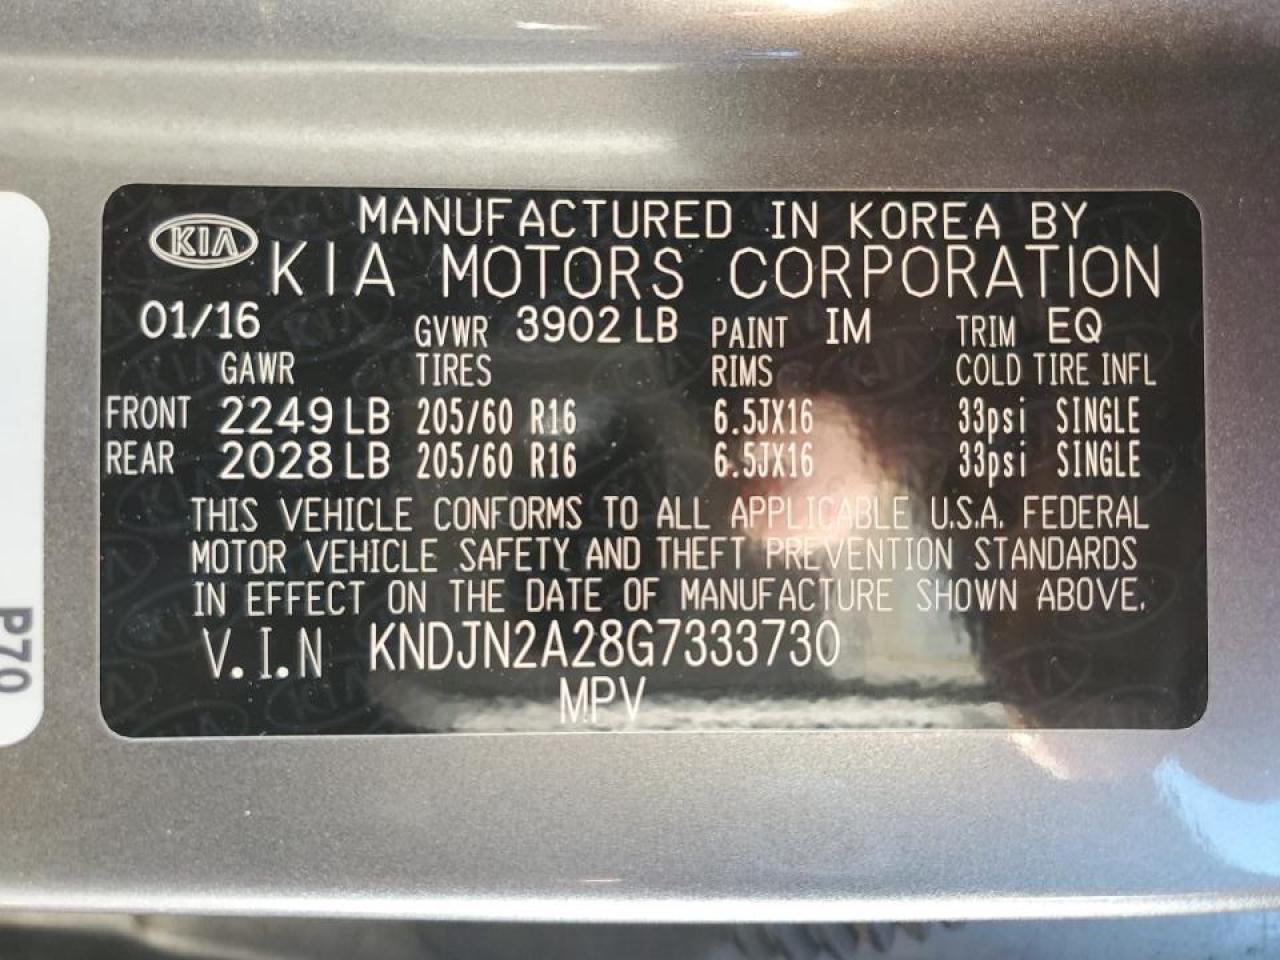 MANUFACTURED IN KOREA BY
KIA KIA MOTORS CORPORATION
01/16 GVWR 3902 LB PAINT IM TRIM EQ
GAWR TIRES RIMS COLD TIRE INFL
FRONT 2249 LB 205/60 R16 6.5JX16 33psi SINGLE
REAR 2028 LB 205/60 R16 6.5JX16 33psi SINGLE
THIS VEHICLE CONFORMS TO ALL APPLICABLE U.S.A. FEDERAL
MOTOR VEHICLE SAFETY AND THEFT PREVENTION STANDARDS
IN EFFECT ON THE DATE OF MANUFACTURE SHOWN ABOVE.
V.I.N KNDJN2A28G7333730
MPV
P70